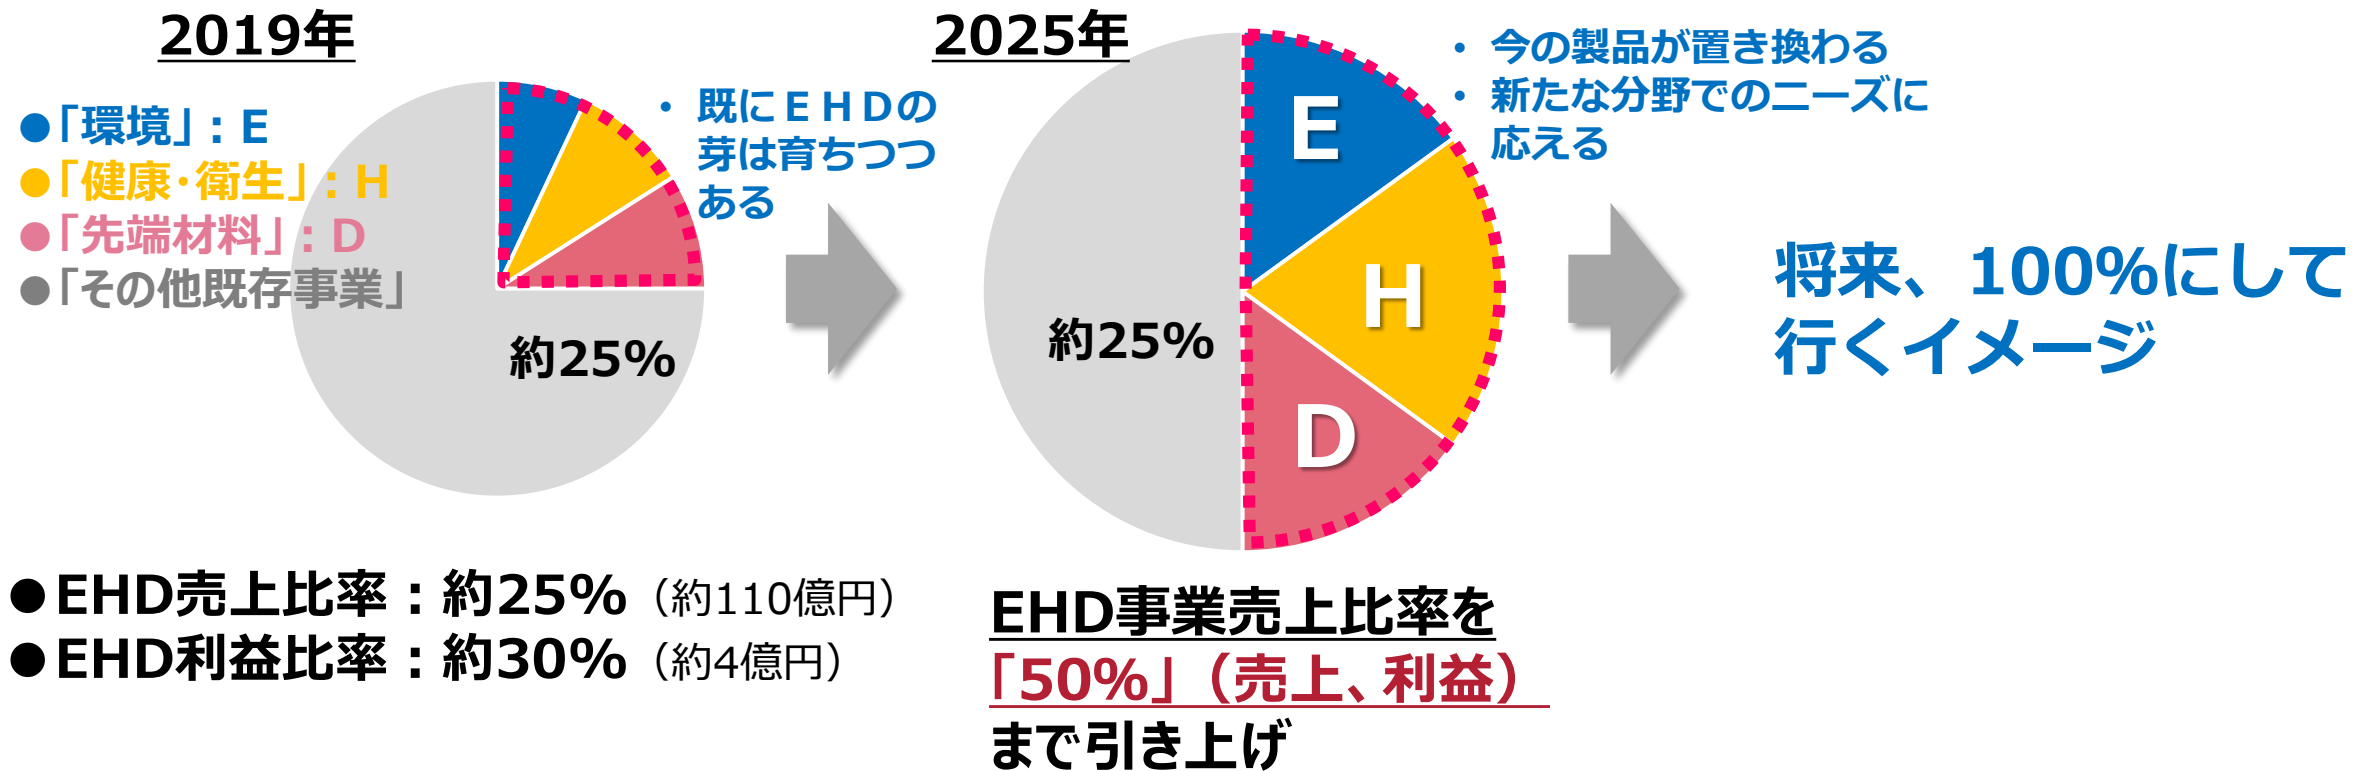 2019年
●「環境」：E
●「健康･衛生」：H
●「先端材料」：D
●「その他既存事業」
約25%
・ 既にＥＨＤの
芽は育ちつつ
ある
●EHD売上比率：約25%（約110億円）
●EHD利益比率：約30%（約4億円）
2025年
約25%
E
H
D
・ 今の製品が置き換わる
・ 新たな分野でのニーズに
応える
EHD事業売上比率を
「50%」（売上、利益）
まで引き上げ
将来、100%にして
行くイメージ